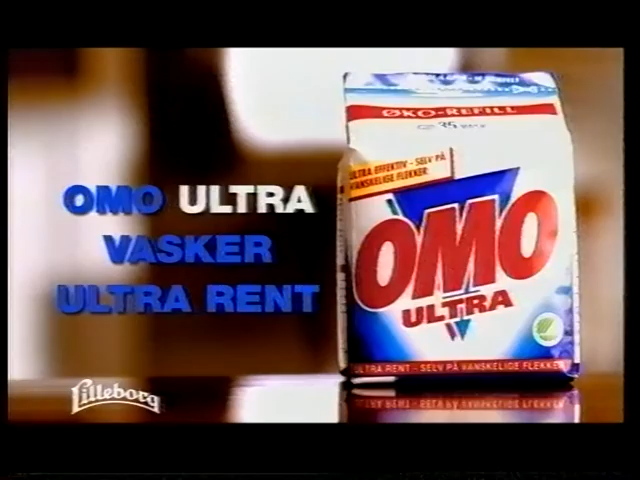 OMO ULTRA
VASKER
ULTRA RENT
Lilleborg
ØKO-REFILL
35
ULTRA EFFEKTIV - SELV PÅ
VANSKELIGE FLEKKER
OMO
ULTRA
ULTRA RENT - SELV PÅ VANSKELIGE FLEKKER